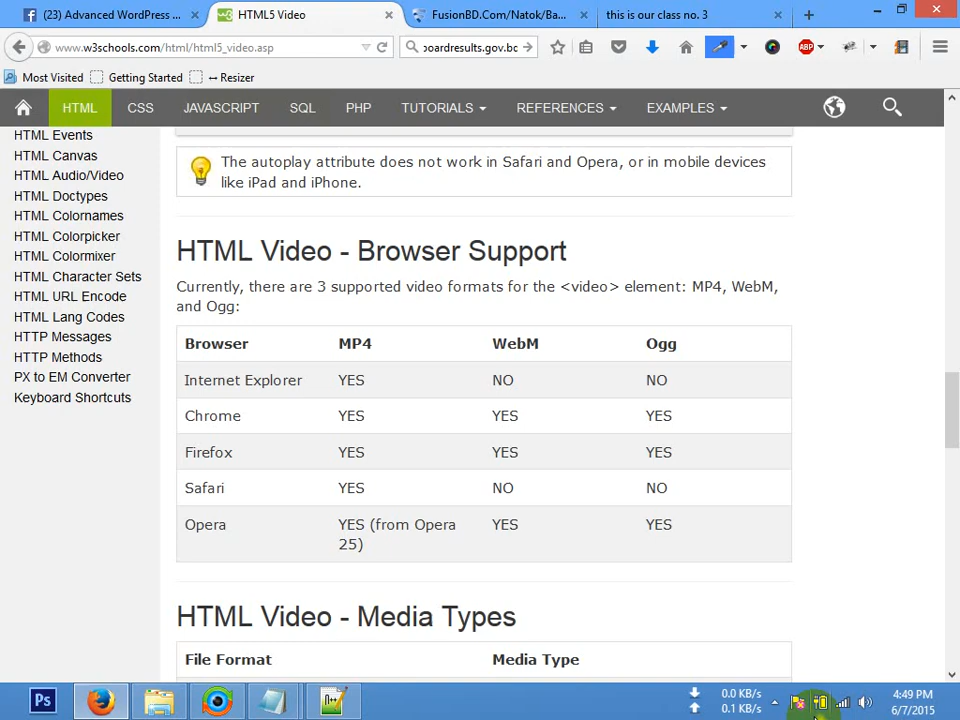 (23) Advanced WordPress ...
HTML5 Video
FusionBD.Com/Natok/Ba...
this is our class no. 3
www.w3schools.com/html/html5_video.asp
boardresults.gov.bd
ABP
Most Visited
Getting Started
↔ Resizer
HTML
CSS
JAVASCRIPT
SQL
PHP
TUTORIALS
REFERENCES
EXAMPLES
HTML Events
HTML Canvas
HTML Audio/Video
HTML Doctypes
HTML Colornames
HTML Colorpicker
HTML Colormixer
HTML Character Sets
HTML URL Encode
HTML Lang Codes
HTTP Messages
HTTP Methods
PX to EM Converter
Keyboard Shortcuts
The autoplay attribute does not work in Safari and Opera, or in mobile devices
like iPad and iPhone.
HTML Video - Browser Support
Currently, there are 3 supported video formats for the <video> element: MP4, WebM,
and Ogg:
Browser MP4 WebM Ogg
Internet Explorer YES NO NO
Chrome YES YES YES
Firefox YES YES YES
Safari YES NO NO
Opera YES (from Opera YES YES
25)
HTML Video - Media Types
File Format Media Type
Ps
0.0 KB/s
0.1 KB/s
4:49 PM
6/7/2015